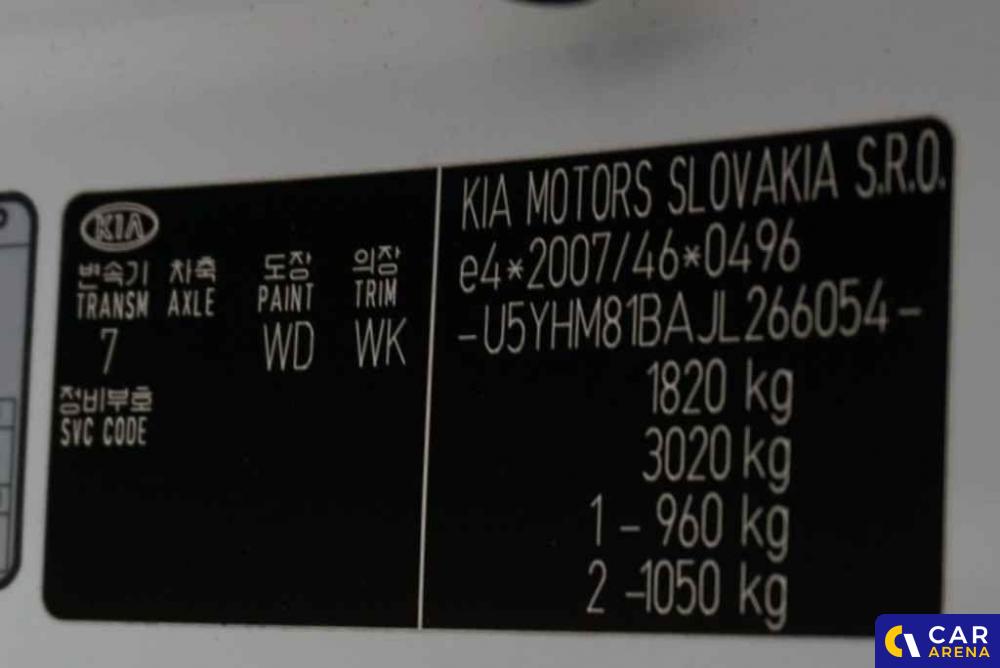 KIA
변속기 차축 도장 의장
TRANSM AXLE PAINT TRIM
7 WD WK
정비부호
SVC CODE
KIA MOTORS SLOVAKIA S.R.O.
e4*2007/46*0496
-U5YHM81BAJL266054-
1820 kg
3020 kg
1 - 960 kg
2 -1050 kg
CAR
ARENA